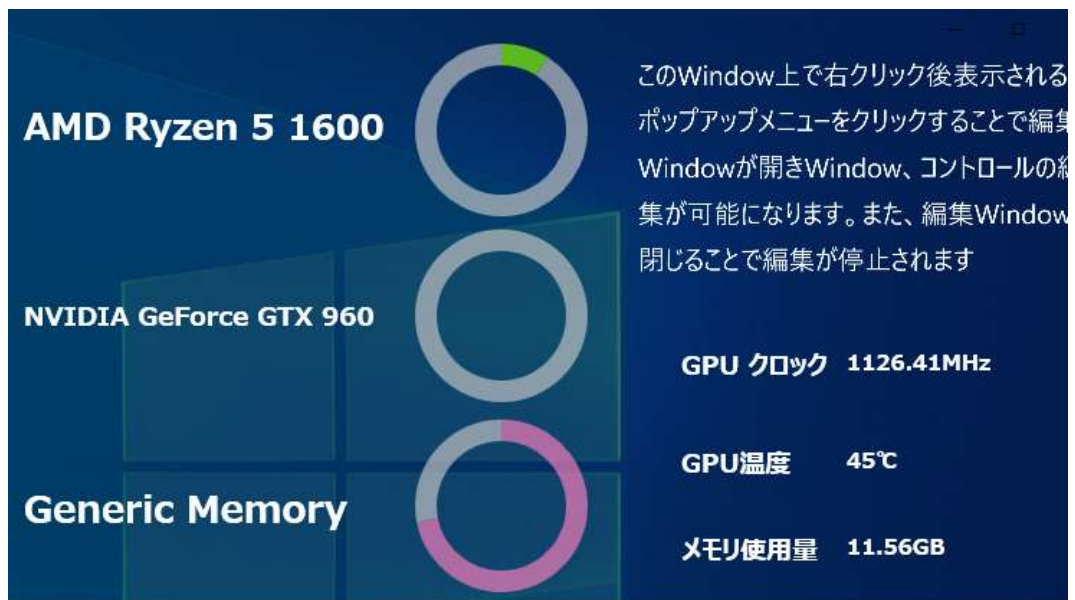 AMD Ryzen 5 1600
NVIDIA GeForce GTX 960
Generic Memory
このWindow上で右クリック後表示される
ポップアップメニューをクリックすることで編集
Windowが開きWindow、コントロールの編
集が可能になります。また、編集Window
閉じることで編集が停止されます
GPU クロック 1126.41MHz
GPU温度 45℃
メモリ使用量 11.56GB